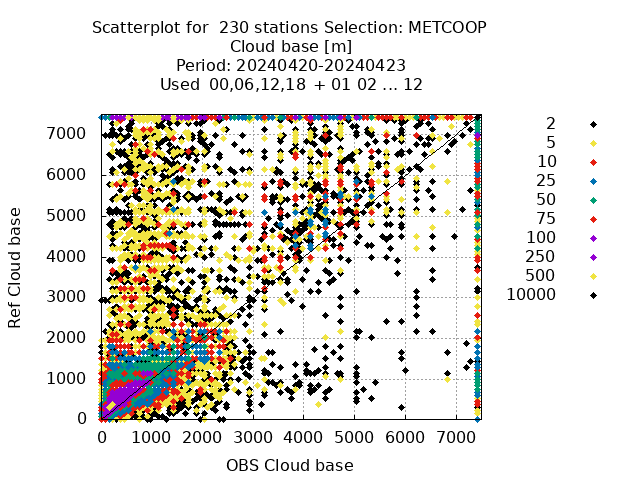 Scatterplot for  230 stations Selection: METCOOP
Cloud base [m]
Period: 20240420-20240423
Used  00,06,12,18 + 01 02 ... 12
7000
6000
5000
4000
3000
2000
1000
0
Ref Cloud base
0 1000 2000 3000 4000 5000 6000 7000
OBS Cloud base
2
5
10
25
50
75
100
250
500
10000